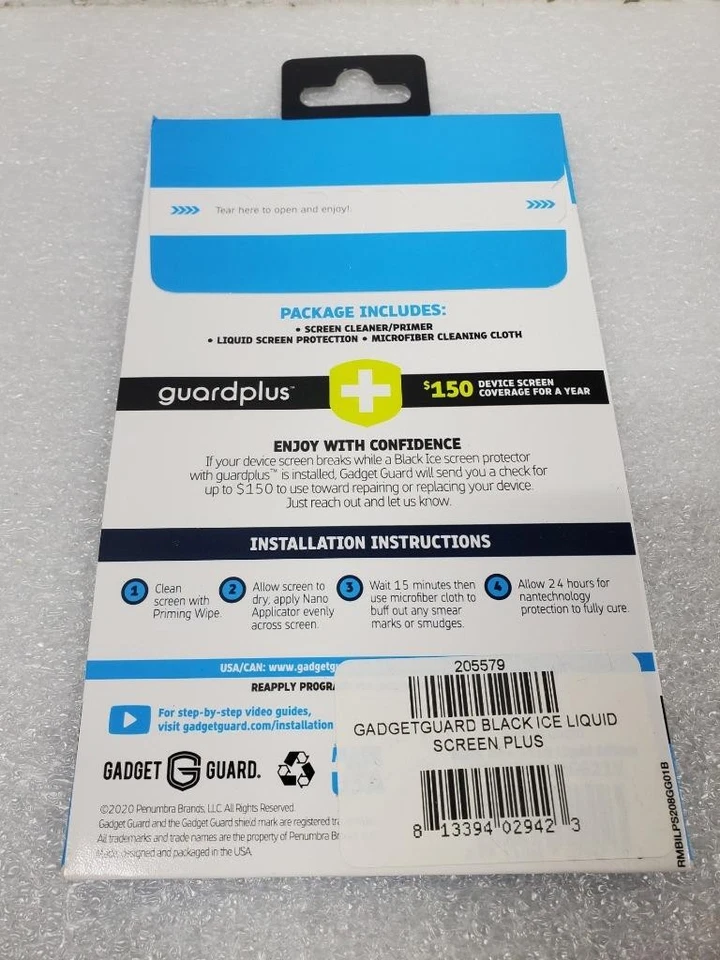 Tear here to open and enjoy!
PACKAGE INCLUDES:
• SCREEN CLEANER/PRIMER
• LIQUID SCREEN PROTECTION • MICROFIBER CLEANING CLOTH
guardplus™
$150 DEVICE SCREEN
COVERAGE FOR A YEAR
ENJOY WITH CONFIDENCE
If your device screen breaks while a Black Ice screen protector
with guardplus™ is installed, Gadget Guard will send you a check for
up to $150 to use toward repairing or replacing your device.
Just reach out and let us know.
INSTALLATION INSTRUCTIONS
1 Clean
screen with
Priming Wipe.
2 Allow screen to
dry, apply Nano
Applicator evenly
across screen.
3 Wait 15 minutes then
use microfiber cloth to
buff out any smear
marks or smudges.
4 Allow 24 hours for
nantechnology
protection to fully cure.
USA/CAN: www.gadgetg
REAPPLY PROGRA
For step-by-step video guides,
visit gadgetguard.com/installation
GADGET GUARD.
©2020 Penumbra Brands, LLC. All Rights Reserved.
Gadget Guard and the Gadget Guard shield mark are registered tra
All trademarks and trade names are the property of Penumbra Br
Made, designed and packaged in the USA
205579
GADGETGUARD BLACK ICE LIQUID
SCREEN PLUS
8 13394 02942 3
RMBILPS208GG01B